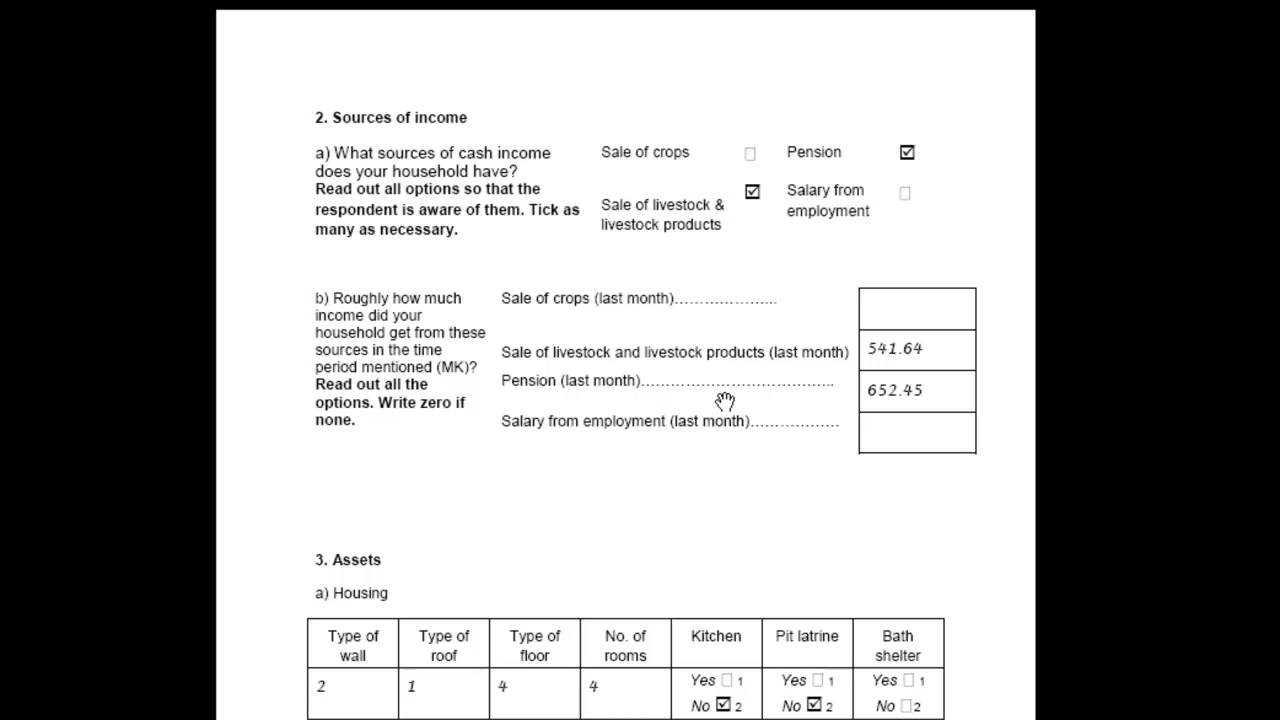 2. Sources of income
a) What sources of cash income
does your household have?
Read out all options so that the
respondent is aware of them. Tick as
many as necessary.
Sale of crops ☐ Pension ☑
Sale of livestock &
livestock products ☑
Salary from
employment ☐
b) Roughly how much
income did your
household get from these
sources in the time
period mentioned (MK)?
Read out all the
options. Write zero if
none.
Sale of crops (last month)…………………...
Sale of livestock and livestock products (last month) 541.64
Pension (last month)……………………………….. 652.45
Salary from employment (last month)………………
3. Assets
a) Housing
Type of
wall
Type of
roof
Type of
floor
No. of
rooms
Kitchen
Pit latrine
Bath
shelter
2 1 4 4
Yes ☐ 1 Yes ☐ 1 Yes ☐ 1
No ☑ 2 No ☑ 2 No ☐ 2